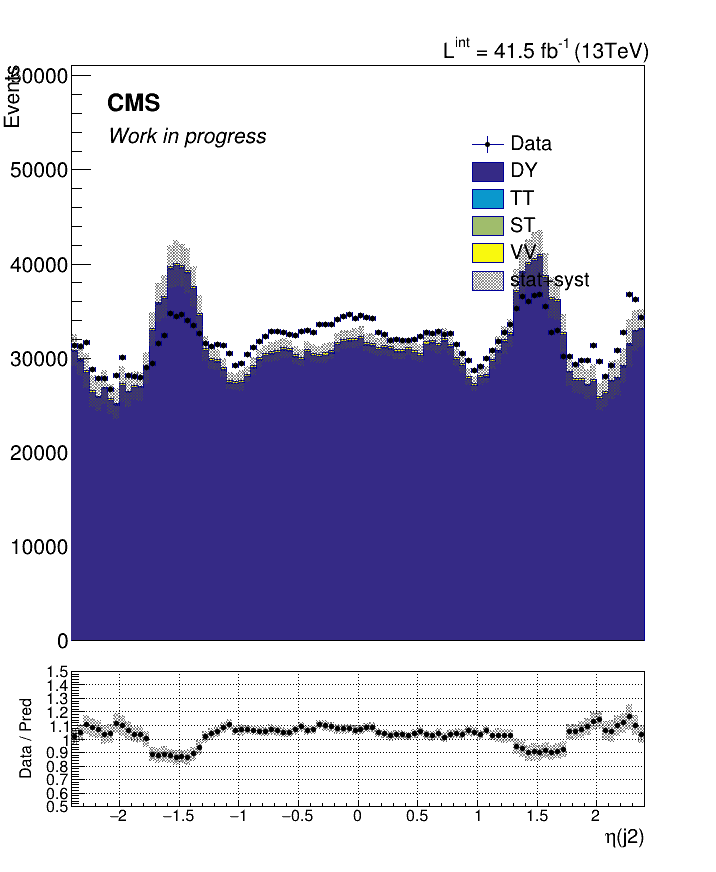 L^int = 41.5 fb^-1 (13TeV)
Events
60000
CMS
Work in progress
Data
50000
DY
TT
ST
40000
VV
stat+syst
30000
20000
10000
0
1.5
1.4
1.3
1.2
1.1
1
0.9
0.8
0.7
0.6
0.5
Data / Pred
−2 −1.5 −1 −0.5 0 0.5 1 1.5 2
η(j2)